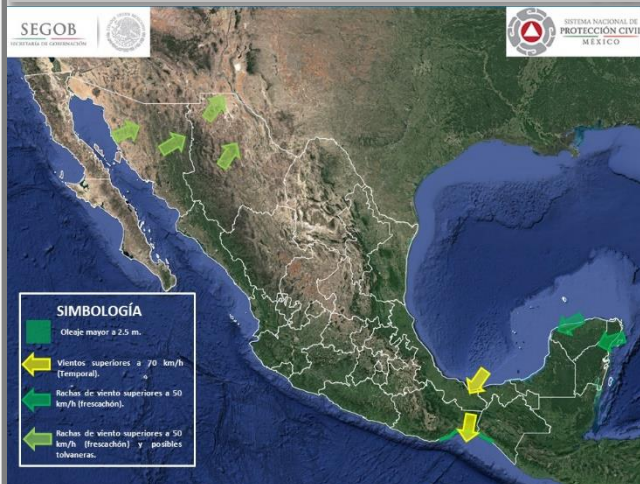 SEGOB
SECRETARÍA DE GOBERNACIÓN
SISTEMA NACIONAL DE
PROTECCIÓN CIVIL
MÉXICO
SIMBOLOGÍA
Oleaje mayor a 2.5 m.
Vientos superiores a 70 km/h
(Temporal).
Rachas de viento superiores a 50
km/h (frescachón).
Rachas de viento superiores a 50
km/h (frescachón) y posibles
tolvaneras.